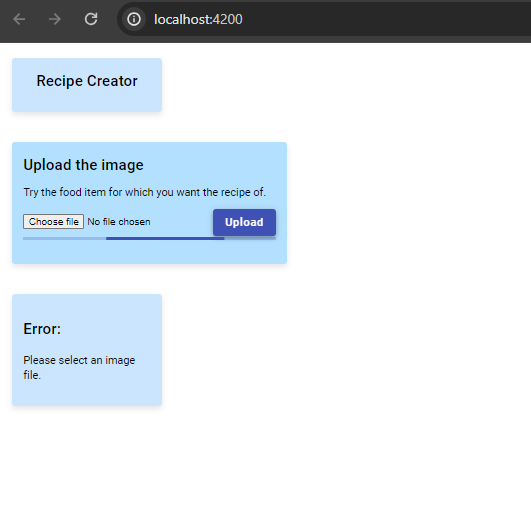 localhost:4200
Recipe Creator
Upload the image
Try the food item for which you want the recipe of.
Choose file No file chosen Upload
Error:
Please select an image
file.